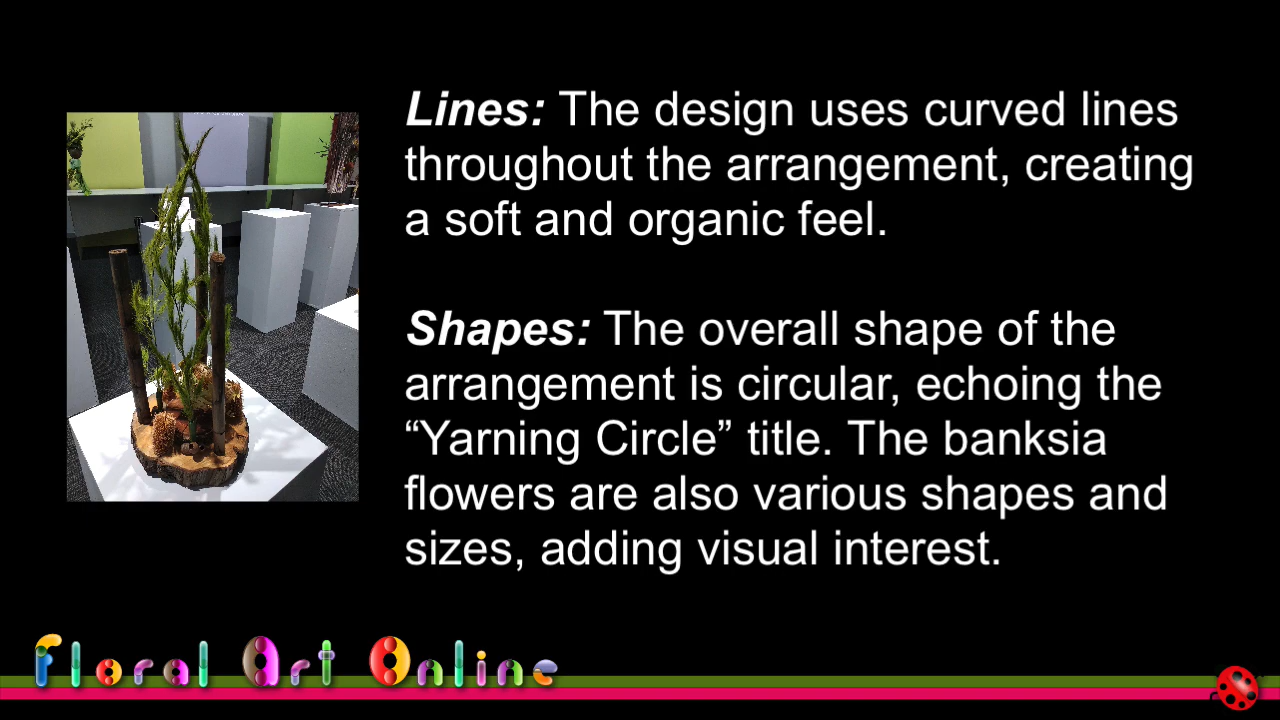 Lines: The design uses curved lines
throughout the arrangement, creating
a soft and organic feel.
Shapes: The overall shape of the
arrangement is circular, echoing the
“Yarning Circle” title. The banksia
flowers are also various shapes and
sizes, adding visual interest.
Floral Art Online